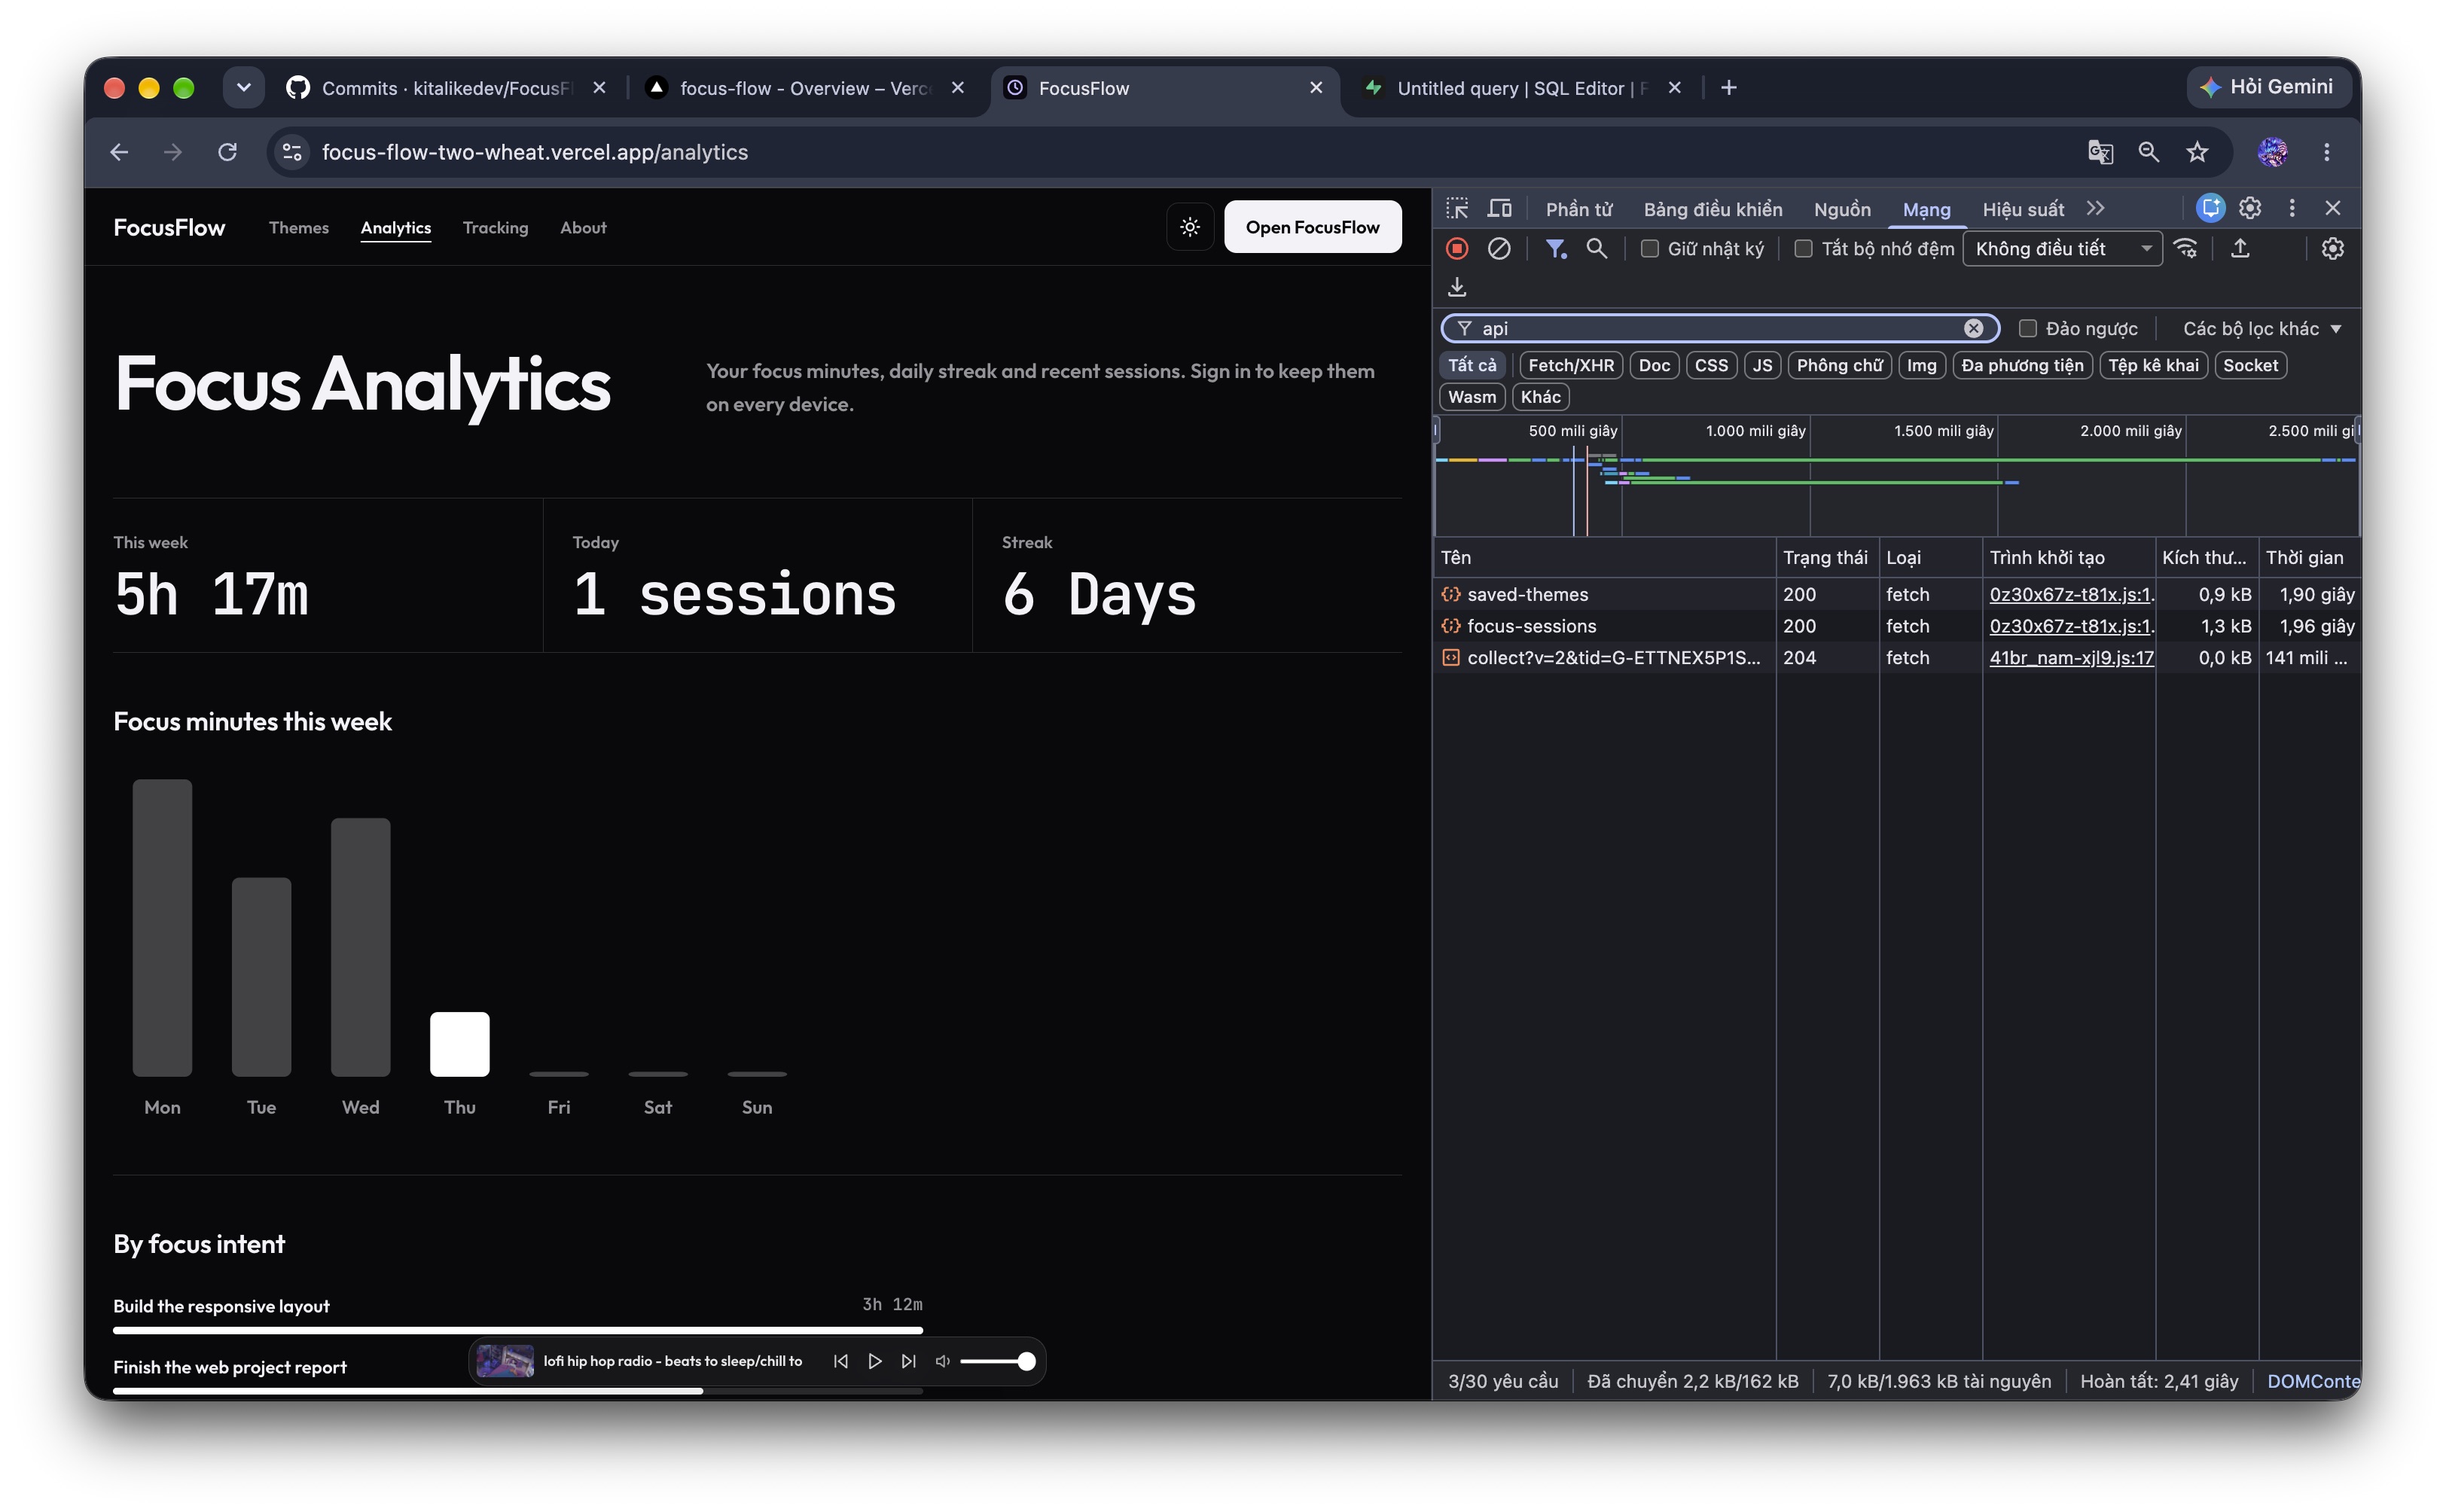 Commits · kitalikedev/FocusFl
focus-flow - Overview – Verce
FocusFlow
Untitled query | SQL Editor | F
Hỏi Gemini
focus-flow-two-wheat.vercel.app/analytics
FocusFlow
Themes
Analytics
Tracking
About
Open FocusFlow
Focus Analytics
Your focus minutes, daily streak and recent sessions. Sign in to keep them
on every device.
This week
5h 17m
Today
1 sessions
Streak
6 Days
Focus minutes this week
Mon
Tue
Wed
Thu
Fri
Sat
Sun
By focus intent
Build the responsive layout
3h 12m
Finish the web project report
lofi hip hop radio - beats to sleep/chill to
Phần tử
Bảng điều khiển
Nguồn
Mạng
Hiệu suất
Giữ nhật ký
Tắt bộ nhớ đệm
Không điều tiết
api
Đảo ngược
Các bộ lọc khác
Tất cả
Fetch/XHR
Doc
CSS
JS
Phông chữ
Img
Đa phương tiện
Tệp kê khai
Socket
Wasm
Khác
500 mili giây
1.000 mili giây
1.500 mili giây
2.000 mili giây
2.500 mili gi
Tên
Trạng thái
Loại
Trình khởi tạo
Kích thư...
Thời gian
saved-themes
200
fetch
0z30x67z-t81x.js:1.
0,9 kB
1,90 giây
focus-sessions
200
fetch
0z30x67z-t81x.js:1.
1,3 kB
1,96 giây
collect?v=2&tid=G-ETTNEX5P1S...
204
fetch
41br_nam-xjl9.js:17
0,0 kB
141 mili ...
3/30 yêu cầu
Đã chuyển 2,2 kB/162 kB
7,0 kB/1.963 kB tài nguyên
Hoàn tất: 2,41 giây
DOMConte